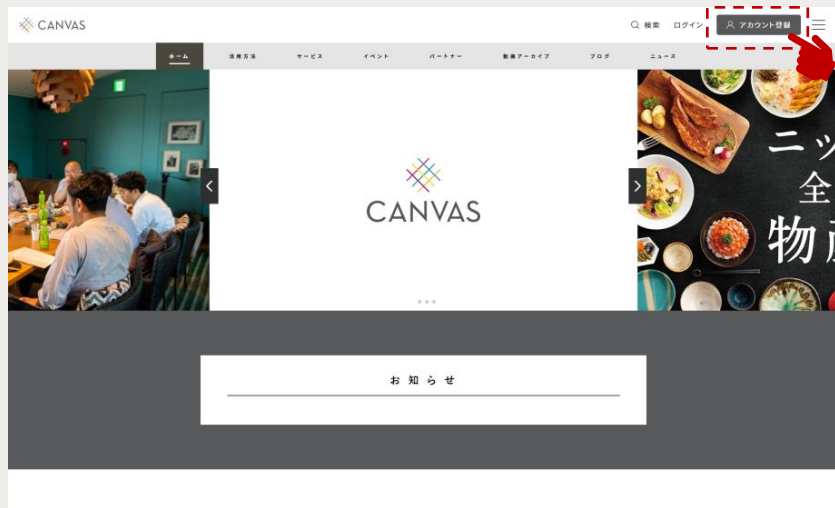 CANVAS
検索 ログイン アカウント登録
ホーム 活用方法 サービス イベント パートナー 動画アーカイブ ブログ ニュース
CANVAS
ニッ
全
物産
お知らせ